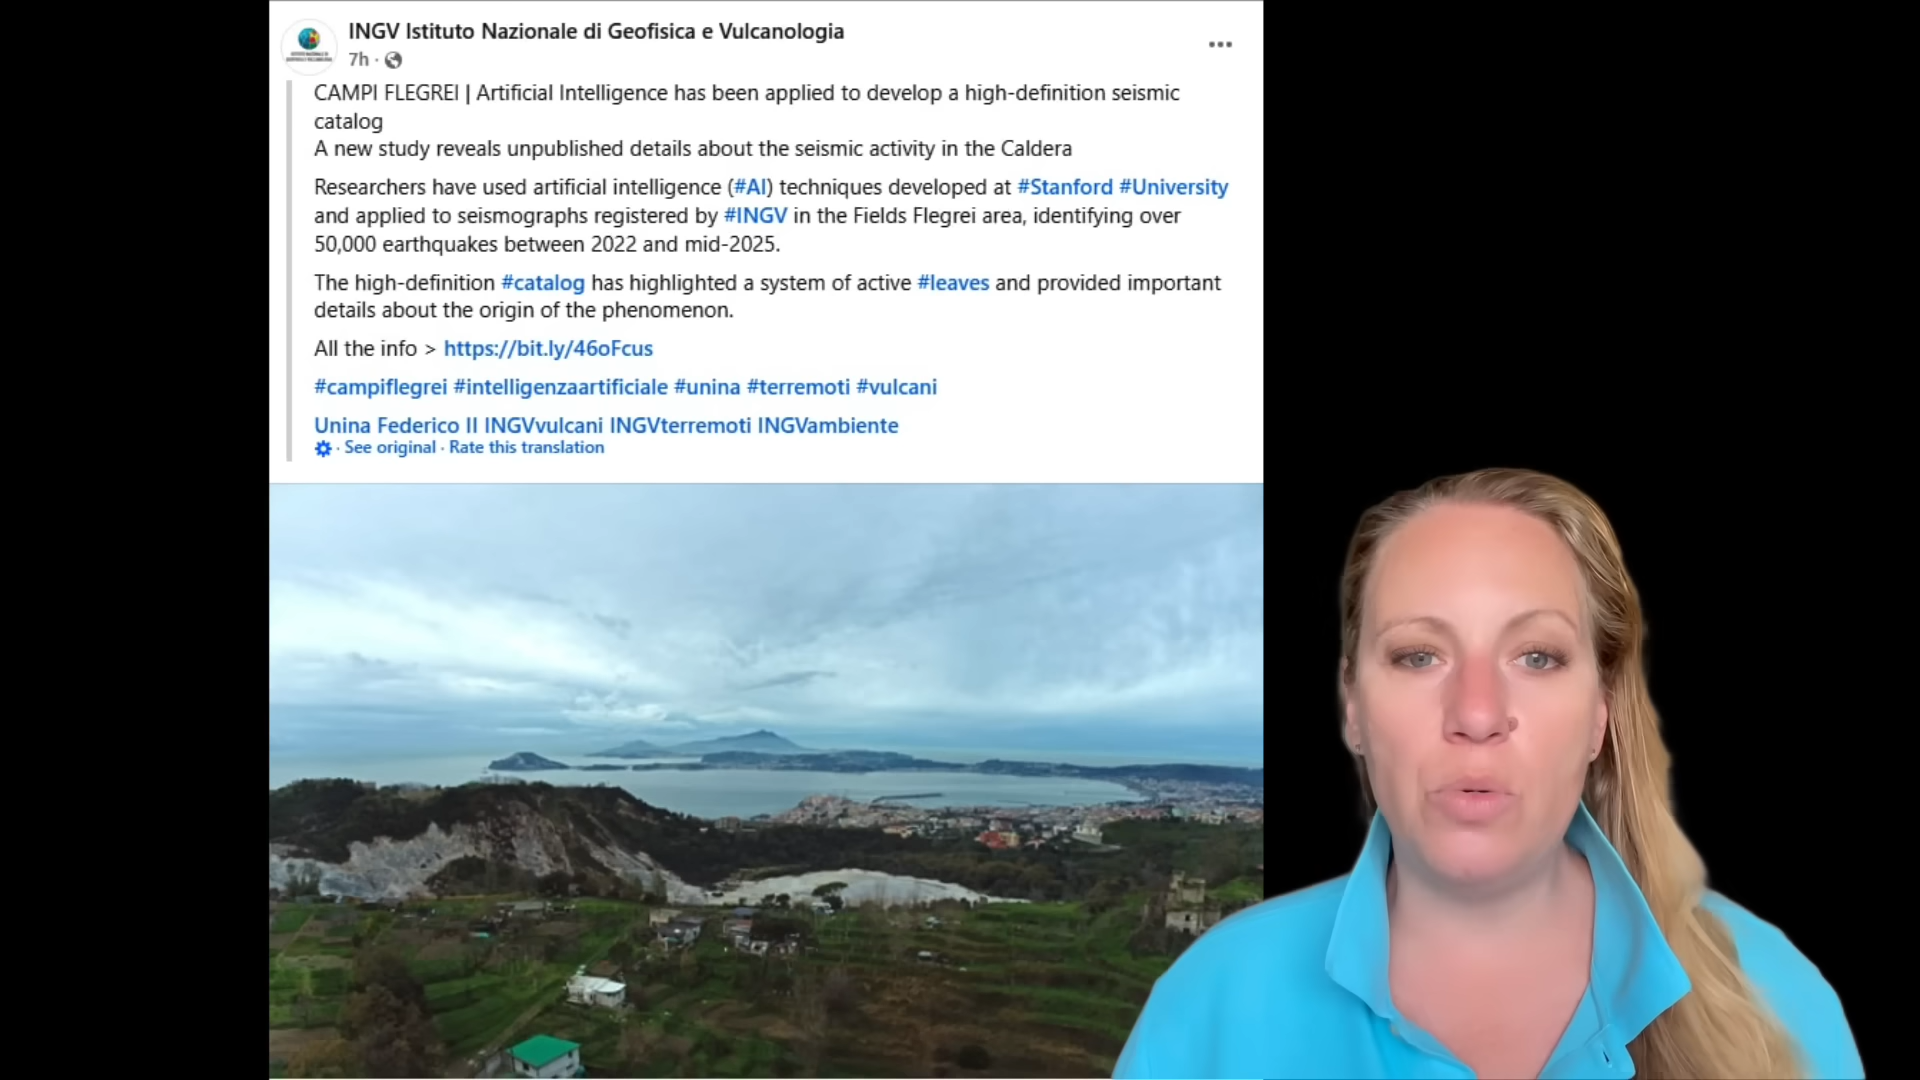 INGV Istituto Nazionale di Geofisica e Vulcanologia
7h ·
CAMPI FLEGREI | Artificial Intelligence has been applied to develop a high-definition seismic
catalog
A new study reveals unpublished details about the seismic activity in the Caldera
Researchers have used artificial intelligence (#AI) techniques developed at #Stanford #University
and applied to seismographs registered by #INGV in the Fields Flegrei area, identifying over
50,000 earthquakes between 2022 and mid-2025.
The high-definition #catalog has highlighted a system of active #leaves and provided important
details about the origin of the phenomenon.
All the info > https://bit.ly/46oFcus
#campiflegrei #intelligenzaartificiale #unina #terremoti #vulcani
Unina Federico II INGVvulcani INGVterremoti INGVambiente
· See original · Rate this translation